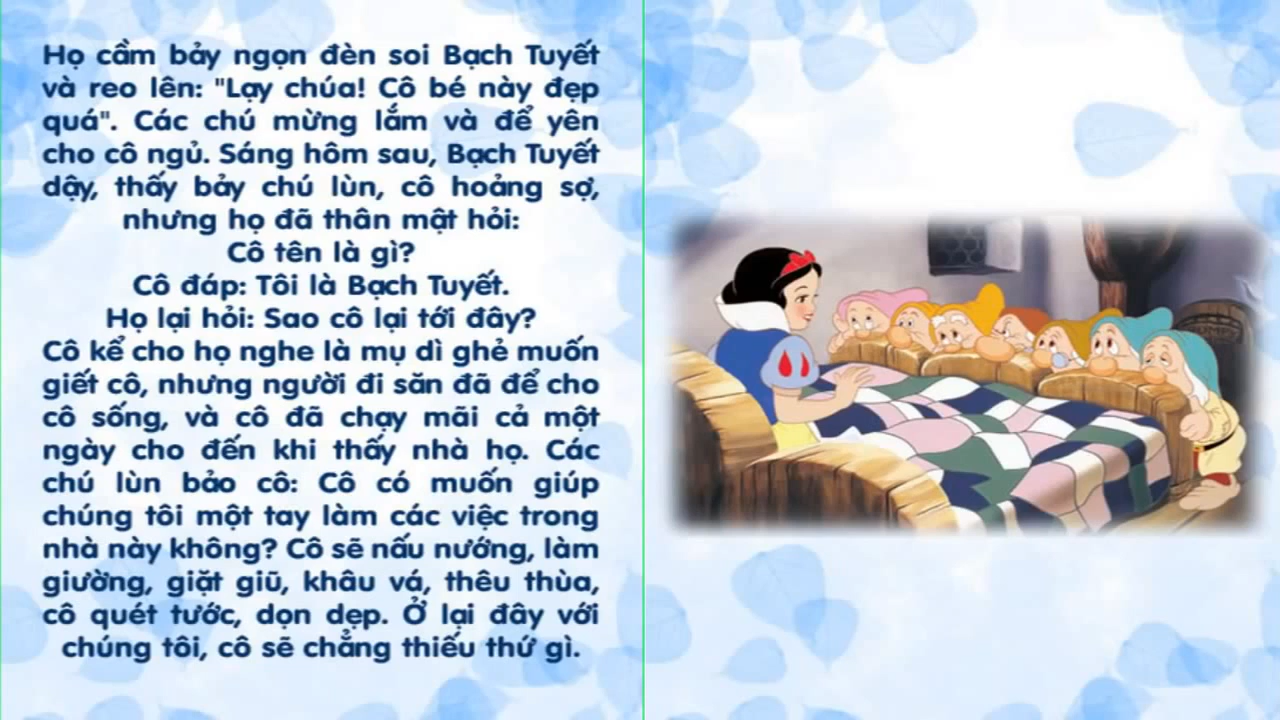 Họ cầm bảy ngọn đèn soi Bạch Tuyết
và reo lên: "Lạy chúa! Cô bé này đẹp
quá". Các chú mừng lắm và để yên
cho cô ngủ. Sáng hôm sau, Bạch Tuyết
dậy, thấy bảy chú lùn, cô hoảng sợ,
nhưng họ đã thân mật hỏi:
Cô tên là gì?
Cô đáp: Tôi là Bạch Tuyết.
Họ lại hỏi: Sao cô lại tới đây?
Cô kể cho họ nghe là mụ dì ghẻ muốn
giết cô, nhưng người đi săn đã để cho
cô sống, và cô đã chạy mãi cả một
ngày cho đến khi thấy nhà họ. Các
chú lùn bảo cô: Cô có muốn giúp
chúng tôi một tay làm các việc trong
nhà này không? Cô sẽ nấu nướng, làm
giường, giặt giũ, khâu vá, thêu thùa,
cô quét tước, dọn dẹp. Ở lại đây với
chúng tôi, cô sẽ chẳng thiếu thứ gì.